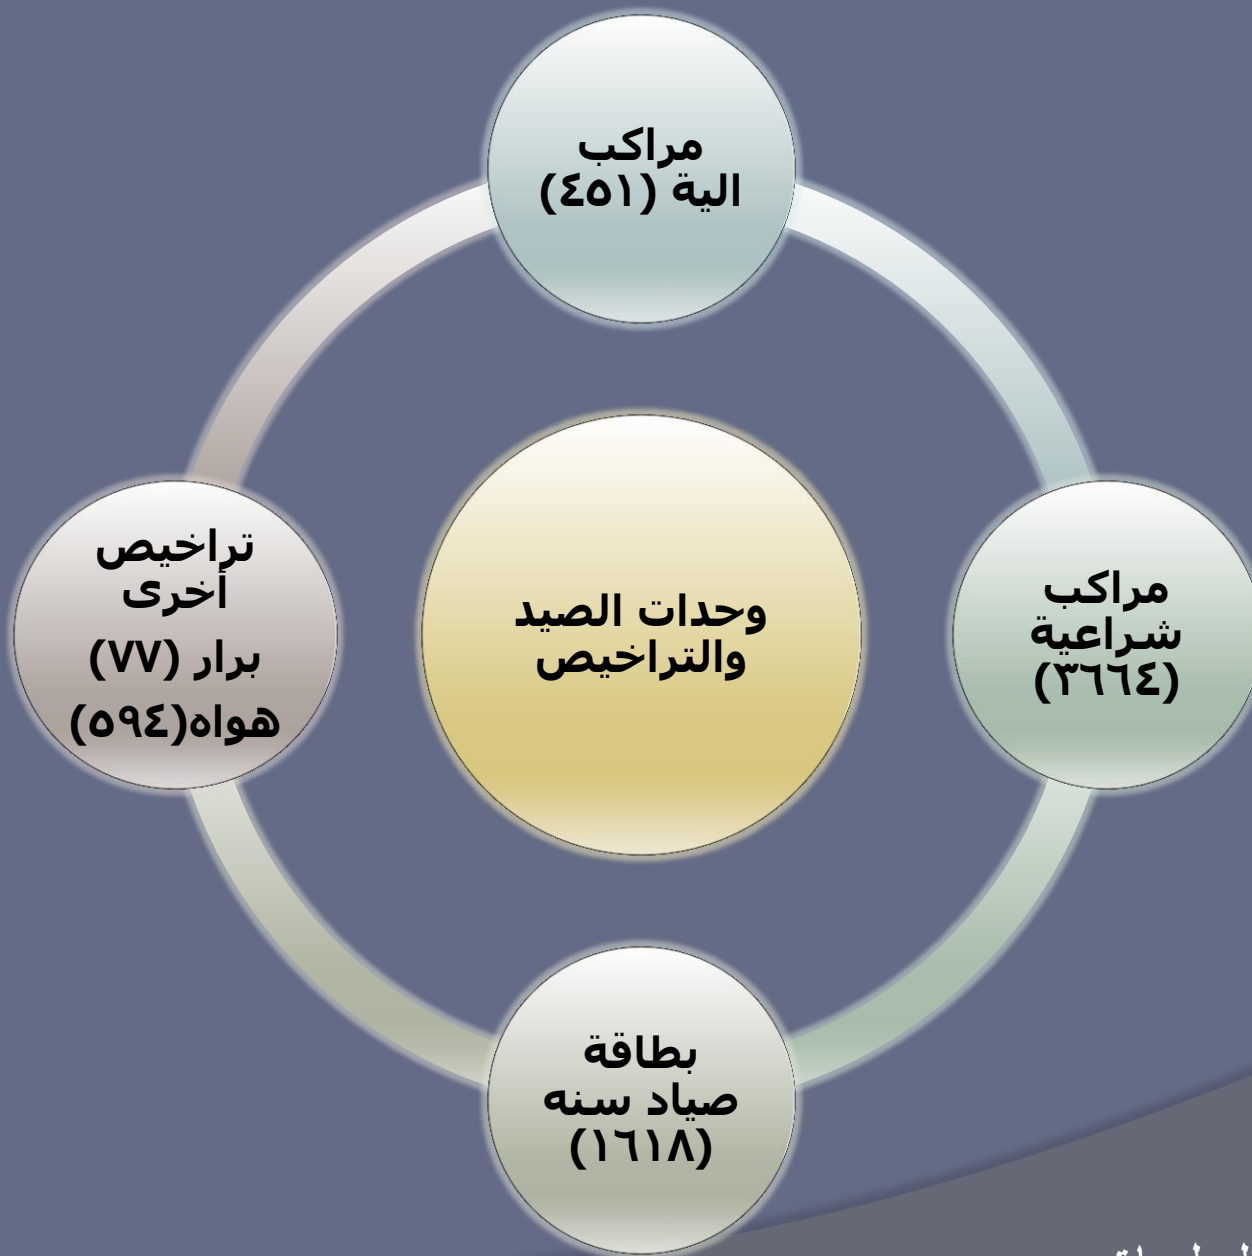 مراكب
الية (٤٥١)
مراكب
شراعية
(٣٦٦٤)
وحدات الصيد
والتراخيص
تراخيص
أخرى
برار (٧٧)
هواه(٥٩٤)
بطاقة
صياد سنه
(١٦١٨)